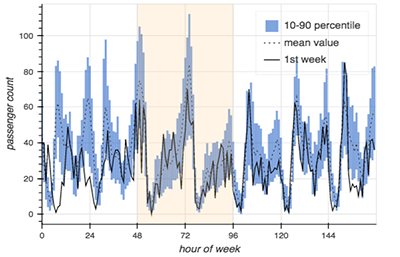 10-90 percentile
mean value
1st week
passenger count
100
80
60
40
20
0
0 24 48 72 96 120 144
hour of week